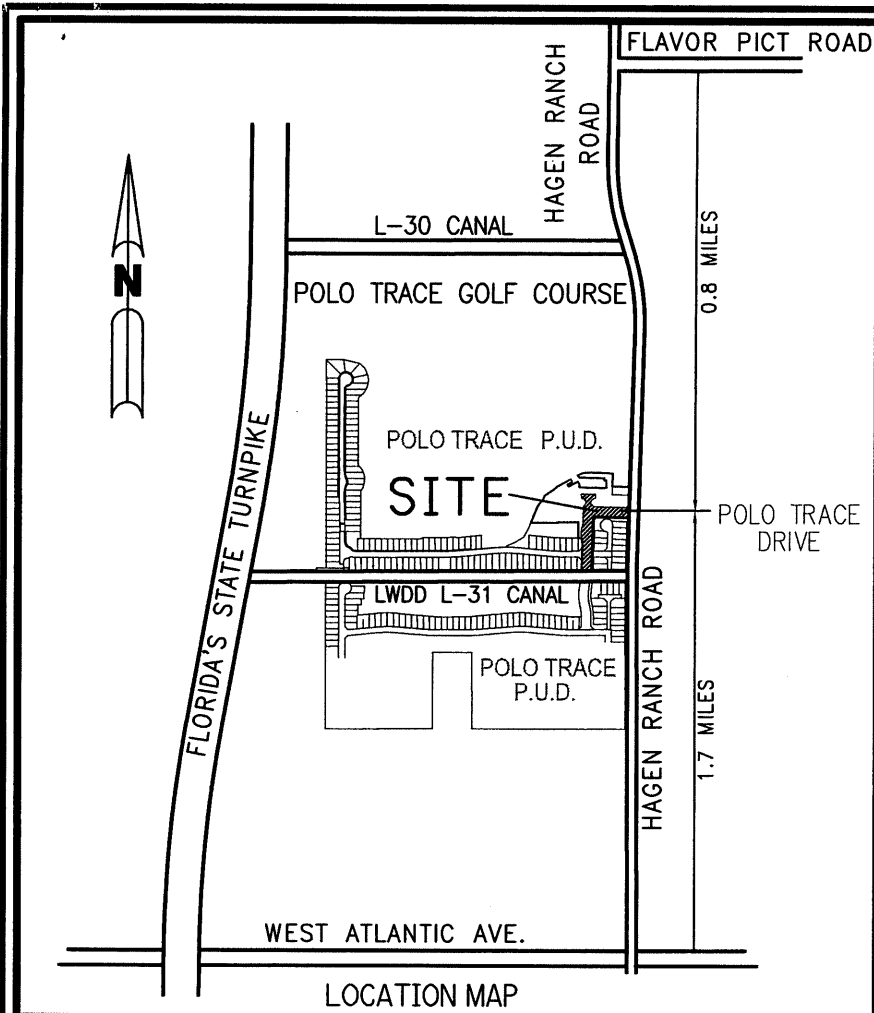 FLAVOR PICT ROAD
HAGEN RANCH
ROAD
L-30 CANAL
N
POLO TRACE GOLF COURSE
0.8 MILES
POLO TRACE P.U.D.
SITE
POLO TRACE
DRIVE
FLORIDA'S STATE TURNPIKE
LWDD L-31 CANAL
POLO TRACE
P.U.D.
HAGEN RANCH ROAD
1.7 MILES
WEST ATLANTIC AVE.
LOCATION MAP